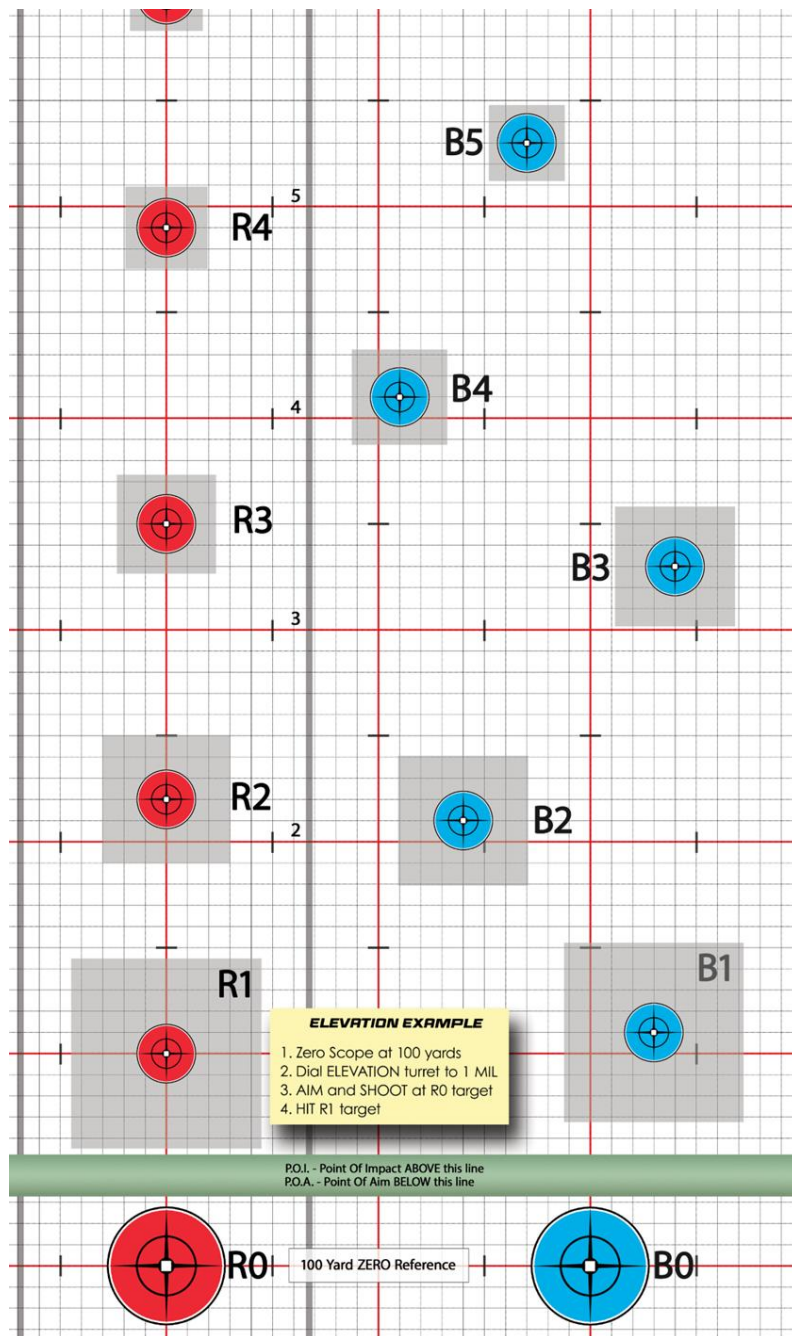 B5
5
R4
B4
4
R3
B3
3
R2
B2
2
R1
B1
ELEVATION EXAMPLE
1. Zero Scope at 100 yards
2. Dial ELEVATION turret to 1 MIL
3. AIM and SHOOT at R0 target
4. HIT R1 target
P.O.I. - Point Of Impact ABOVE this line
P.O.A. - Point Of Aim BELOW this line
R0
100 Yard ZERO Reference
B0